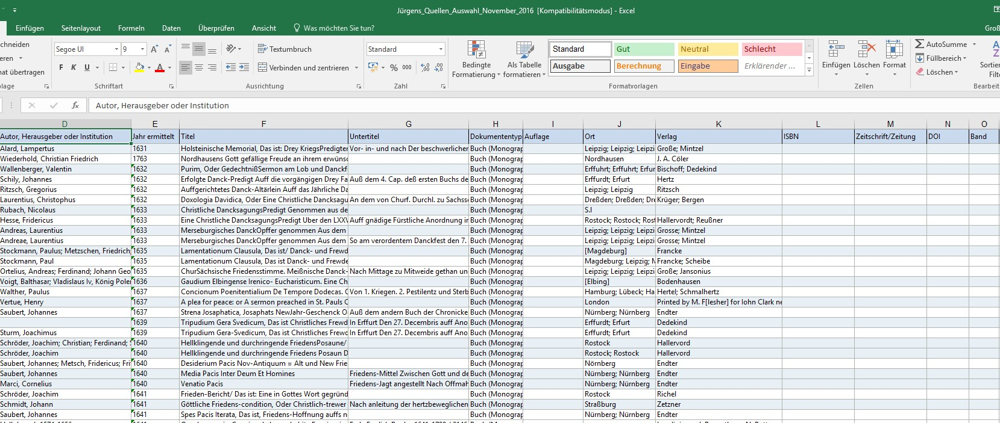 Jürgens_Quellen_Auswahl_November_2016 [Kompatibilitätsmodus] - Excel
Einfügen Seitenlayout Formeln Daten Überprüfen Ansicht Was möchten Sie tun? Groß
chneiden Segoe UI 9 Textumbruch Standard Standard Gut Neutral Schlecht AutoSumme
eren Füllbereich
nat übertragen F K U Verbinden und zentrieren % 000 Bedingte Formatierung Als Tabelle formatieren Ausgabe Berechnung Eingabe Erklärender ... Einfügen Löschen Format Löschen Sortier Filt
lage Schriftart Ausrichtung Zahl Formatvorlagen Zellen Bearbeit
fx Autor, Herausgeber oder Institution
D E F G H I J K L M N O
Autor, Herausgeber oder Institution Jahr ermittelt Titel Untertitel Dokumententyp Auflage Ort Verlag ISBN Zeitschrift/Zeitung DOI Band
Alard, Lampertus 1631 Holsteinische Memorial, Das ist: Drey KriegsPredigten Vor- in- und nach Der beschwerlicher Buch (Monograp Leipzig; Leipzig; Leipzi Große; Mintzel
Wiederhold, Christian Friedrich 1763 Nordhausens Gott gefällige Freude an ihrem erwünsc Buch (Monograp Nordhausen J. A. Cöler
Wallenberger, Valentin 1632 Purim, Oder GedechtnißSermon am Lob und Danckf Buch (Monograp Erffuhrt; Erffuhrt; Erfur Bischoff; Dedekind
Schily, Johannes 1632 Erfolgte Danck-Predigt Auff die vorgängigen Drey Fa Auß dem 4. Cap. deß ersten Buchs de Buch (Monograp Erffurdt; Erfurt Hertz
Ritzsch, Gregorius 1632 Auffgerichtetes Danck-Altärlein Auff das Jährliche Da Buch (Monograp Leipzig; Leipzig Ritzsch
Laurentius, Christophus 1632 Doxologia Davidica, Oder Eine Christliche Dancksagu An dem von Churf. Durchl. zu Sachss Buch (Monograp Dreßden; Dreßden; Dre Krüger; Bergen
Rubach, Nicolaus 1633 Christliche DancksagungsPredigt Genommen aus de Buch (Monograp S.l
Hesse, Fridericus 1633 Eine Christliche DancksagungsPredigt Uber den LXXV Auff gnädige Fürstliche Anordnung in Buch (Monograp Rostock; Rostock; Rost Hallervordt; Reußner
Andreas, Laurentius 1633 Merseburgisches DanckOpffer genommen Aus dem Buch (Monograp Leipzig; Leipzig; Leipzi Grosse; Mintzel
Andreae, Laurentius 1633 Merseburgisches DanckOpffer genommen Aus dem So am verordentem Danckfest den 7. Buch (Monograp Leipzig; Leipzig; Leipzi Grosse; Mintzel
Stockmann, Paulus; Metzschen, Friedrich 1635 Lamentationum Clausula, Das ist/ Danck- und Frewd Buch (Monograp [Magdeburg] Francke
Stockmann, Paul 1635 Lamentationum Clausula, Das ist Danck- und Frewde Buch (Monograp Magdeburg; Leipzig; M Francke; Scheibe
Ortelius, Andreas; Ferdinand; Johann Geo 1635 ChurSächsische Friedensstimme. Meißnische Danck- Nach Mittage zu Mitweide gethan un Buch (Monograp Leipzig; Leipzig; Leipzi Große; Jansonius
Voigt, Balthasar; Vladislaus Iv, König Polen 1636 Gaudium Elbingense Irenico- Eucharisticum. Eine Ch Buch (Monograp [Elbing] Bodenhausen
Walther, Paulus 1637 Concionum Poenitentialium De Tempore Dodecas. Von 1. Kriegen. 2. Pestilentz und Sterb Buch (Monograp Hamburg; Lübeck; Ha Hertel; Schmalhertz
Vertue, Henry 1637 A plea for peace: or A sermon preached in St. Pauls C Buch (Monograp London Printed by M. F[lesher] for Iohn Clark ne
Saubert, Johannes 1637 Strena Josaphatica, Josaphats NewJahr-Geschenck O Auß dem andern Buch der Chronicke Buch (Monograp Nürnberg; Nürnberg Endter
1639 Tripudium Gera Svedicum, Das ist Christliches Frewd In Erffurt Den 27. Decembris auff Ano Buch (Monograp Erffurdt; Erfurt Dedekind
Sturm, Joachimus 1639 Tripudium Gera-Svedicum, Das ist Christliches Frewd In Erffurt Den 27. Decembris auff Ano Buch (Monograp Erffurdt; Erfurt Dedekind
Schröder, Joachim; Christian; Ferdinand; 1640 Hellklingende und durchringende FriedensPosaune/ Buch (Monograp Rostock Hallervord
Schröder, Joachim 1640 Hellklingende und durchringende Friedens Posaun D Buch (Monograp Rostock; Rostock Hallervord
Saubert, Johannes; Metsch, Fridericus; Fri 1640 Desiderium Pacis Nov-Antiquum = Alt und New Frie Buch (Monograp Nörnberg Endter
Saubert, Johannes 1640 Media Pacis Inter Deum Et Homines Friedens-Mittel Zwischen Gott und de Buch (Monograp Nürnberg; Nürnberg Endter
Marci, Cornelius 1640 Venatio Pacis Friedens-Jagt angestellt Nach Offmah Buch (Monograp Nürnberg; Nürnberg Endter
Schröder, Joachim 1641 Frieden-Bericht/ Das ist: Eine in Gottes Wort gegründ Buch (Monograp Rostock Richel
Schmidt, Johann 1641 Göttliche Friedens-condition, Oder Christlich-trewer Nach anleitung der hertzbeweglichen Buch (Monograp Straßburg Zetzner
Saubert, Johannes 1641 Spes Pacis Iterata, Das ist, Friedens-Hoffnung auffs n Buch (Monograp Nürnberg; Nürnberg Endter